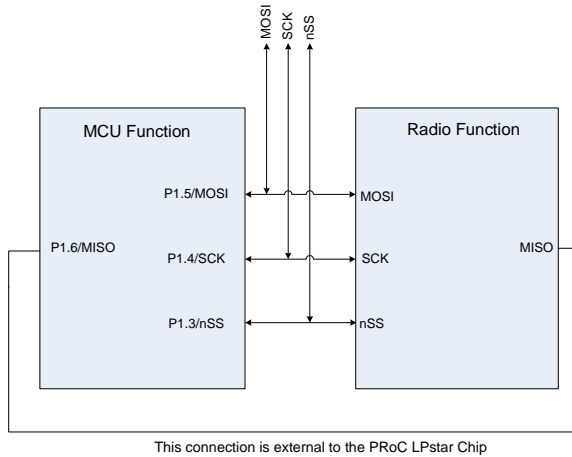 MOSI
SCK
nSS
MCU Function
Radio Function
P1.5/MOSI
MOSI
P1.6/MISO
P1.4/SCK
SCK
MISO
P1.3/nSS
nSS
This connection is external to the PRoC LPstar Chip